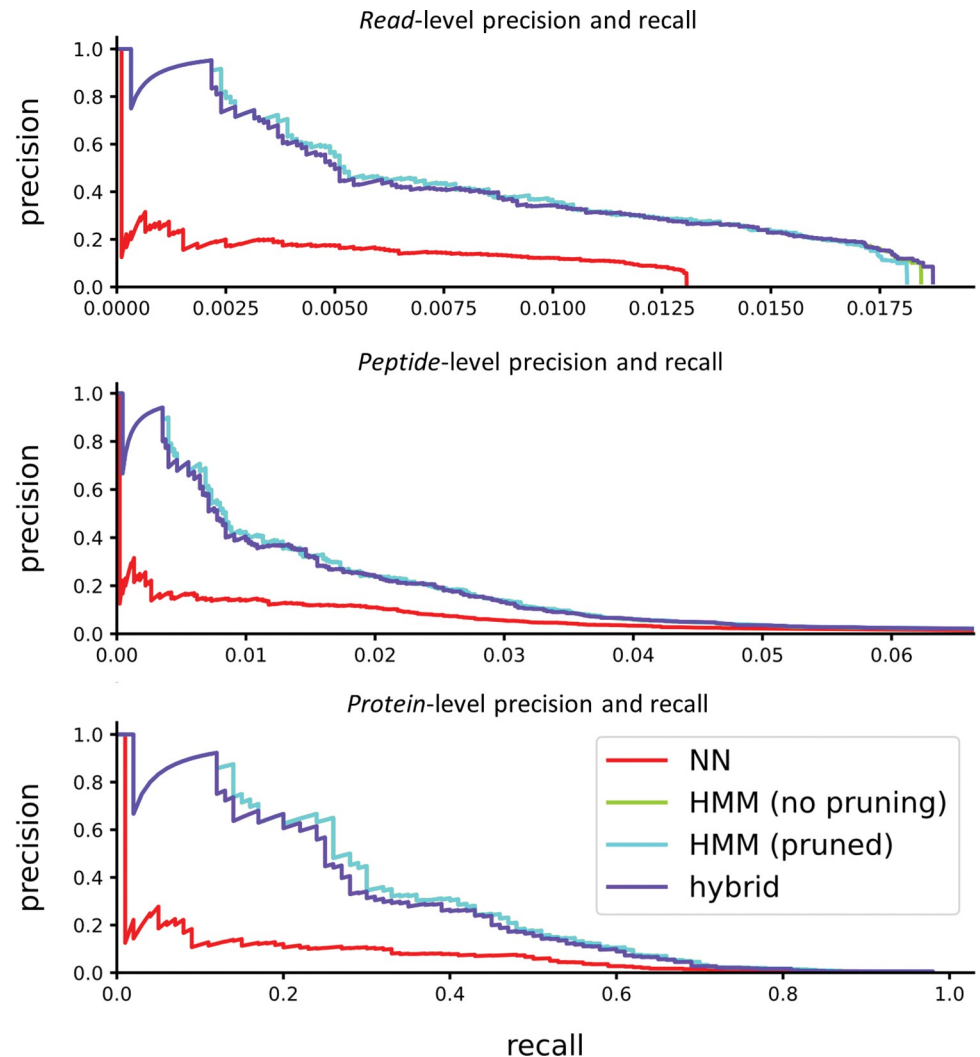 Read-level precision and recall
1.0
0.8
0.6
0.4
0.2
0.0
precision
0.0000 0.0025 0.0050 0.0075 0.0100 0.0125 0.0150 0.0175
Peptide-level precision and recall
1.0
0.8
0.6
0.4
0.2
0.0
precision
0.00 0.01 0.02 0.03 0.04 0.05 0.06
Protein-level precision and recall
1.0
0.8
0.6
0.4
0.2
0.0
precision
NN
HMM (no pruning)
HMM (pruned)
hybrid
0.0 0.2 0.4 0.6 0.8 1.0
recall